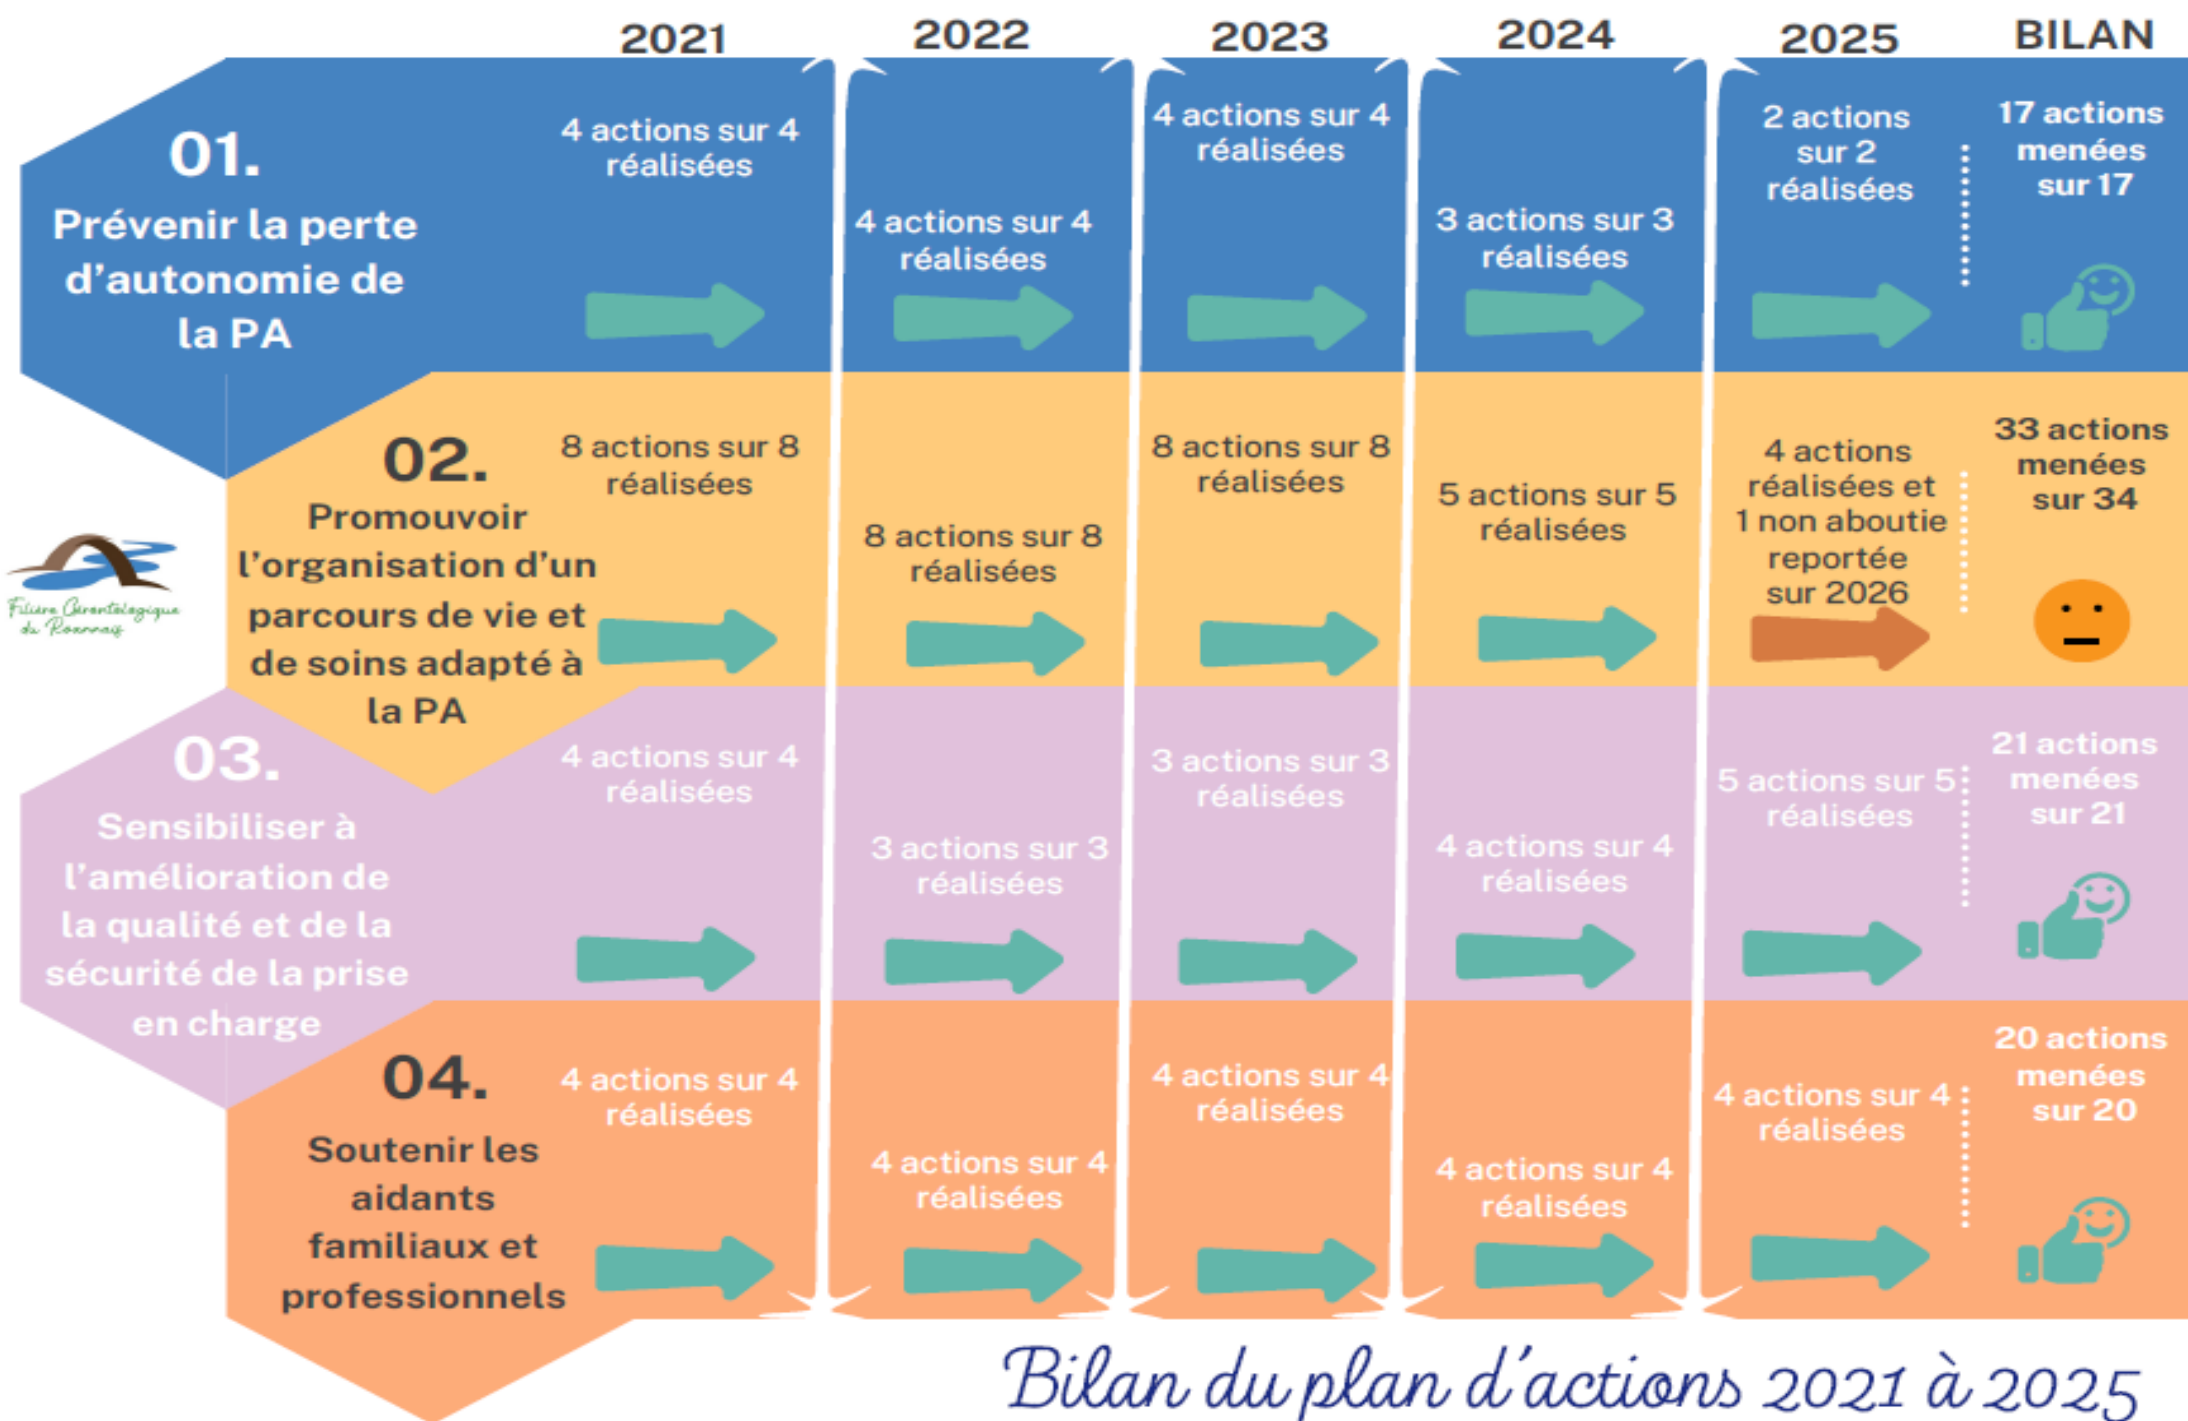 2021
2022
2023
2024
2025
BILAN
01.
Prévenir la perte
d'autonomie de
la PA
4 actions sur 4
réalisées
4 actions sur 4
réalisées
4 actions sur 4
réalisées
3 actions sur 3
réalisées
2 actions
sur 2
réalisées
17 actions
menées
sur 17
02.
Promouvoir
l'organisation d'un
parcours de vie et
de soins adapté à
la PA
8 actions sur 8
réalisées
8 actions sur 8
réalisées
8 actions sur 8
réalisées
5 actions sur 5
réalisées
4 actions
réalisées et
1 non aboutie
reportée
sur 2026
33 actions
menées
sur 34
Filière Gérontologique
du Roannais
03.
Sensibiliser à
l'amélioration de
la qualité et de la
sécurité de la prise
en charge
4 actions sur 4
réalisées
3 actions sur 3
réalisées
3 actions sur 3
réalisées
4 actions sur 4
réalisées
5 actions sur 5
réalisées
21 actions
menées
sur 21
04.
Soutenir les
aidants
familiaux et
professionnels
4 actions sur 4
réalisées
4 actions sur 4
réalisées
4 actions sur 4
réalisées
4 actions sur 4
réalisées
4 actions sur 4
réalisées
20 actions
menées
sur 20
Bilan du plan d'actions 2021 à 2025